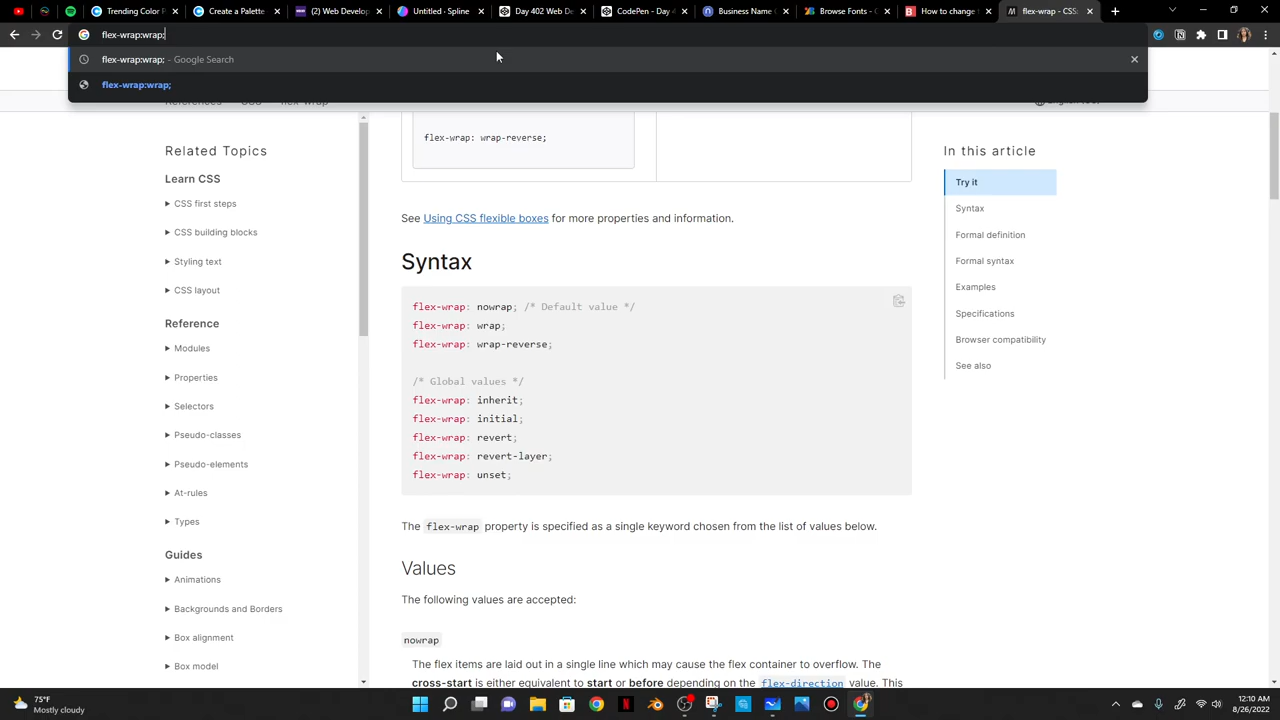 Trending Color P
Create a Palette
(2) Web Develop
Untitled - Spline
Day 402 Web De
CodePen - Day 4
Desss Name G
Browse Fonts - G
How to change
flex-wrap - CSS:
flex-wrap:wrap;
flex-wrap:wrap; - Google Search
flex-wrap:wrap;
References
CSS
flex-wrap
flex-wrap: wrap-reverse;
Related Topics
Learn CSS
CSS first steps
CSS building blocks
Styling text
CSS layout
Reference
Modules
Properties
Selectors
Pseudo-classes
Pseudo-elements
At-rules
Types
Guides
Animations
Backgrounds and Borders
Box alignment
Box model
See Using CSS flexible boxes for more properties and information.
Syntax
flex-wrap: nowrap; /* Default value */
flex-wrap: wrap;
flex-wrap: wrap-reverse;
/* Global values */
flex-wrap: inherit;
flex-wrap: initial;
flex-wrap: revert;
flex-wrap: revert-layer;
flex-wrap: unset;
The flex-wrap property is specified as a single keyword chosen from the list of values below.
Values
The following values are accepted:
nowrap
The flex items are laid out in a single line which may cause the flex container to overflow. The
cross-start is either equivalent to start or before depending on the flex-direction value. This
In this article
Try it
Syntax
Formal definition
Formal syntax
Examples
Specifications
Browser compatibility
See also
75°F
Mostly cloudy
12:10 AM
8/26/2022